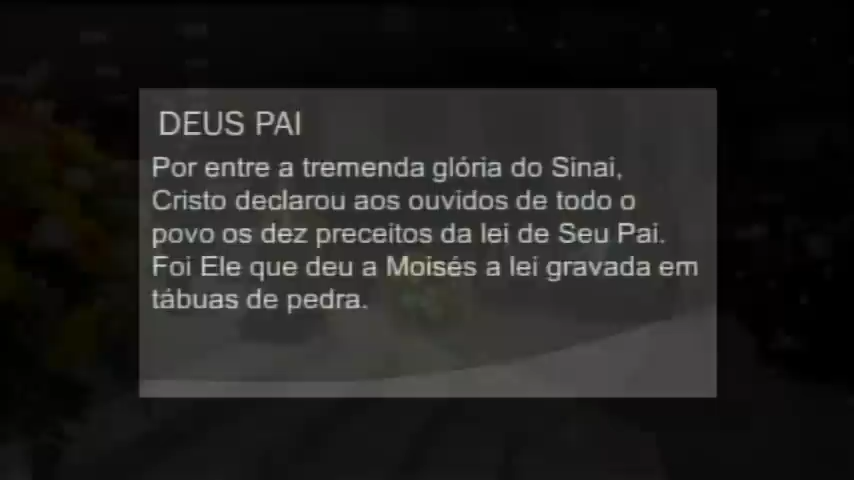 DEUS PAI
Por entre a tremenda glória do Sinai,
Cristo declarou aos ouvidos de todo o
povo os dez preceitos da lei de Seu Pai.
Foi Ele que deu a Moisés a lei gravada em
tábuas de pedra.